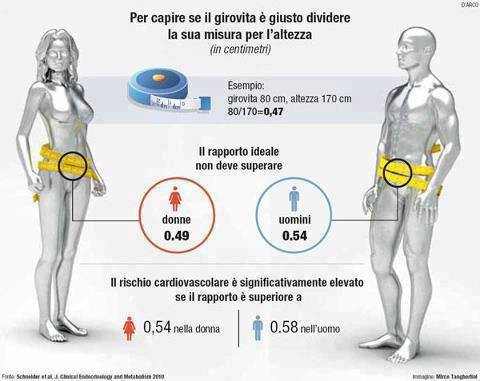 D'ARCO
Per capire se il girovita è giusto dividere
la sua misura per l'altezza
(in centimetri)
Esempio:
girovita 80 cm, altezza 170 cm
80/170=0,47
Il rapporto ideale
non deve superare
donne
0.49
uomini
0.54
Il rischio cardiovascolare è significativamente elevato
se il rapporto è superiore a
0,54 nella donna
0.58 nell'uomo
Fonte: Schneider et al, J, Clinical Endocrinology and Metabolism 2010
Immagine: Mirco Tangherlini